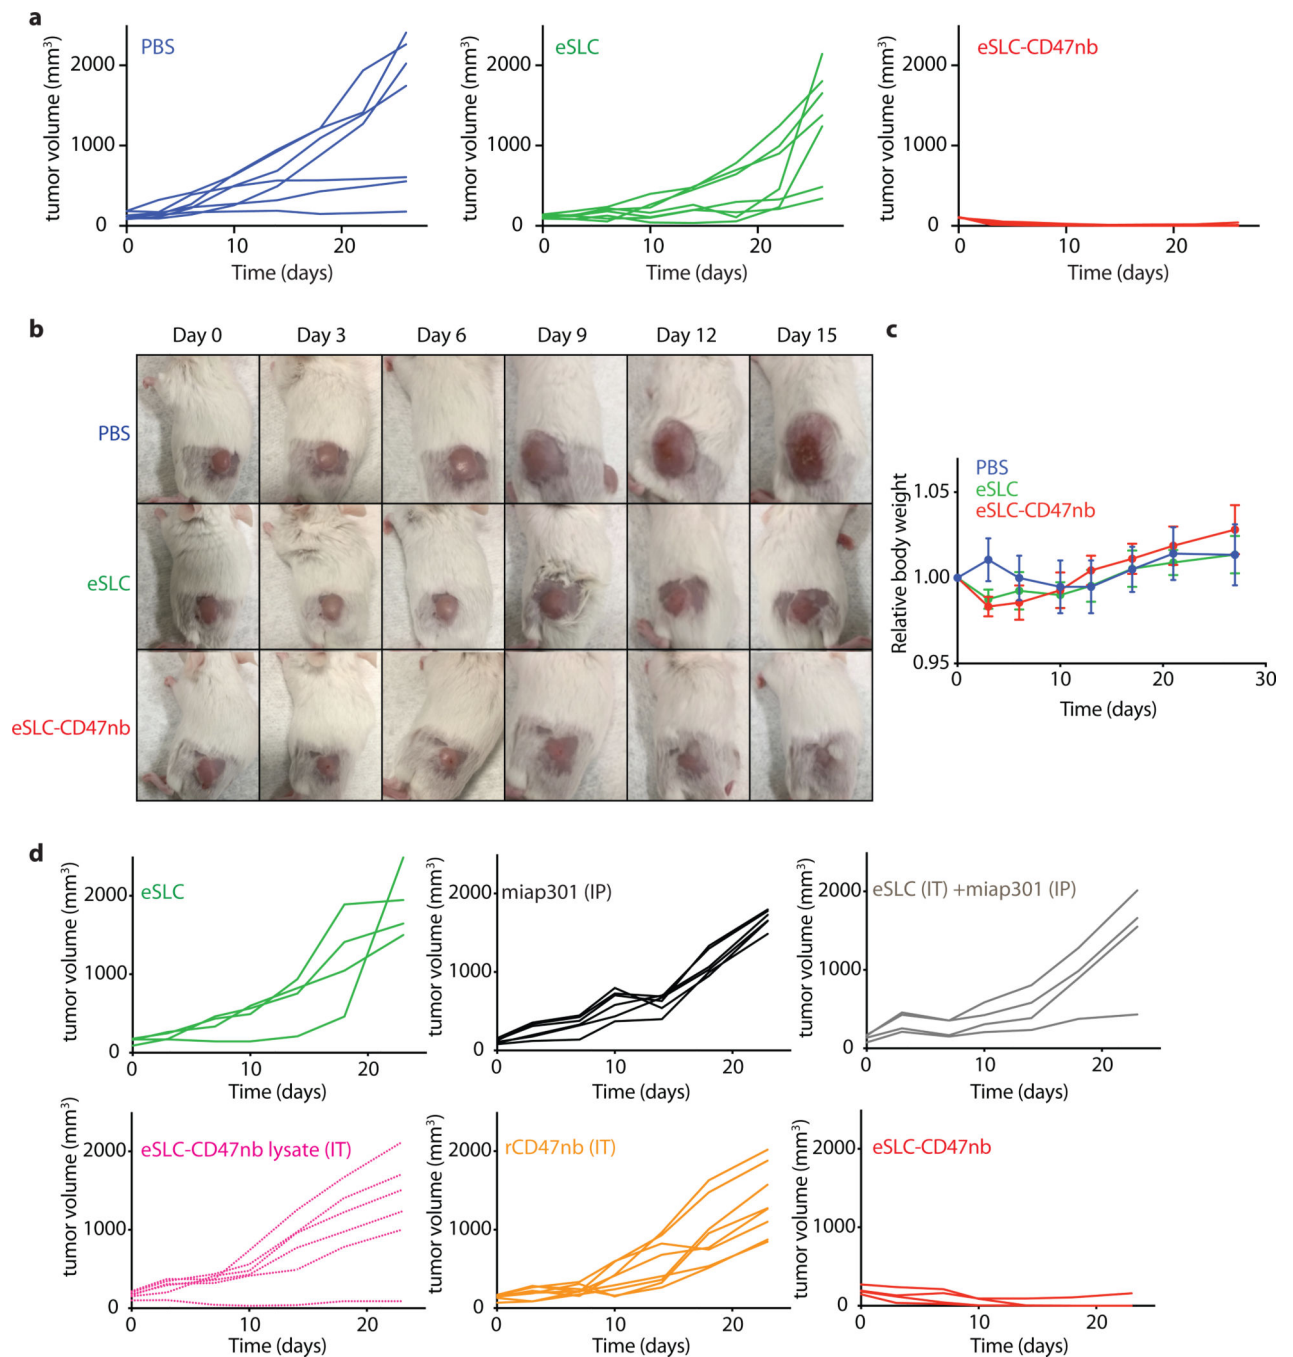 a
PBS
eSLC
eSLC-CD47nb
tumor volume (mm³)
2000
1000
0
0 10 20
Time (days)
tumor volume (mm³)
2000
1000
0
0 10 20
Time (days)
tumor volume (mm³)
2000
1000
0
0 10 20
Time (days)
b
Day 0 Day 3 Day 6 Day 9 Day 12 Day 15
PBS
eSLC
eSLC-CD47nb
c
PBS
eSLC
eSLC-CD47nb
Relative body weight
1.05
1.00
0.95
0 10 20 30
Time (days)
d
eSLC
tumor volume (mm³)
2000
1000
0
0 10 20
Time (days)
miap301 (IP)
tumor volume (mm³)
2000
1000
0
0 10 20
Time (days)
eSLC (IT) +miap301 (IP)
tumor volume (mm³)
2000
1000
0
0 10 20
Time (days)
eSLC-CD47nb lysate (IT)
tumor volume (mm³)
2000
1000
0
0 10 20
Time (days)
rCD47nb (IT)
tumor volume (mm³)
2000
1000
0
0 10 20
Time (days)
eSLC-CD47nb
tumor volume (mm³)
2000
1000
0
0 10 20
Time (days)